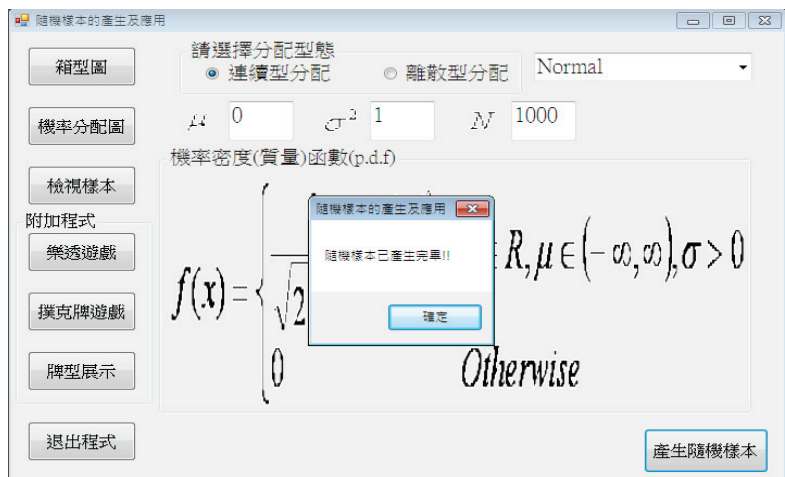 隨機樣本的產生及應用
箱型圖
機率分配圖
檢視樣本
附加程式
樂透遊戲
撲克牌遊戲
牌型展示
退出程式
請選擇分配型態
連續型分配 離散型分配 Normal
μ 0 σ² 1 N 1000
機率密度(質量)函數(p.d.f)
f(x) = { √2 R, μ ∈ (-∞,∞), σ > 0
0 Otherwise
隨機樣本的產生及應用
隨機樣本已產生完畢!!
確定
產生隨機樣本